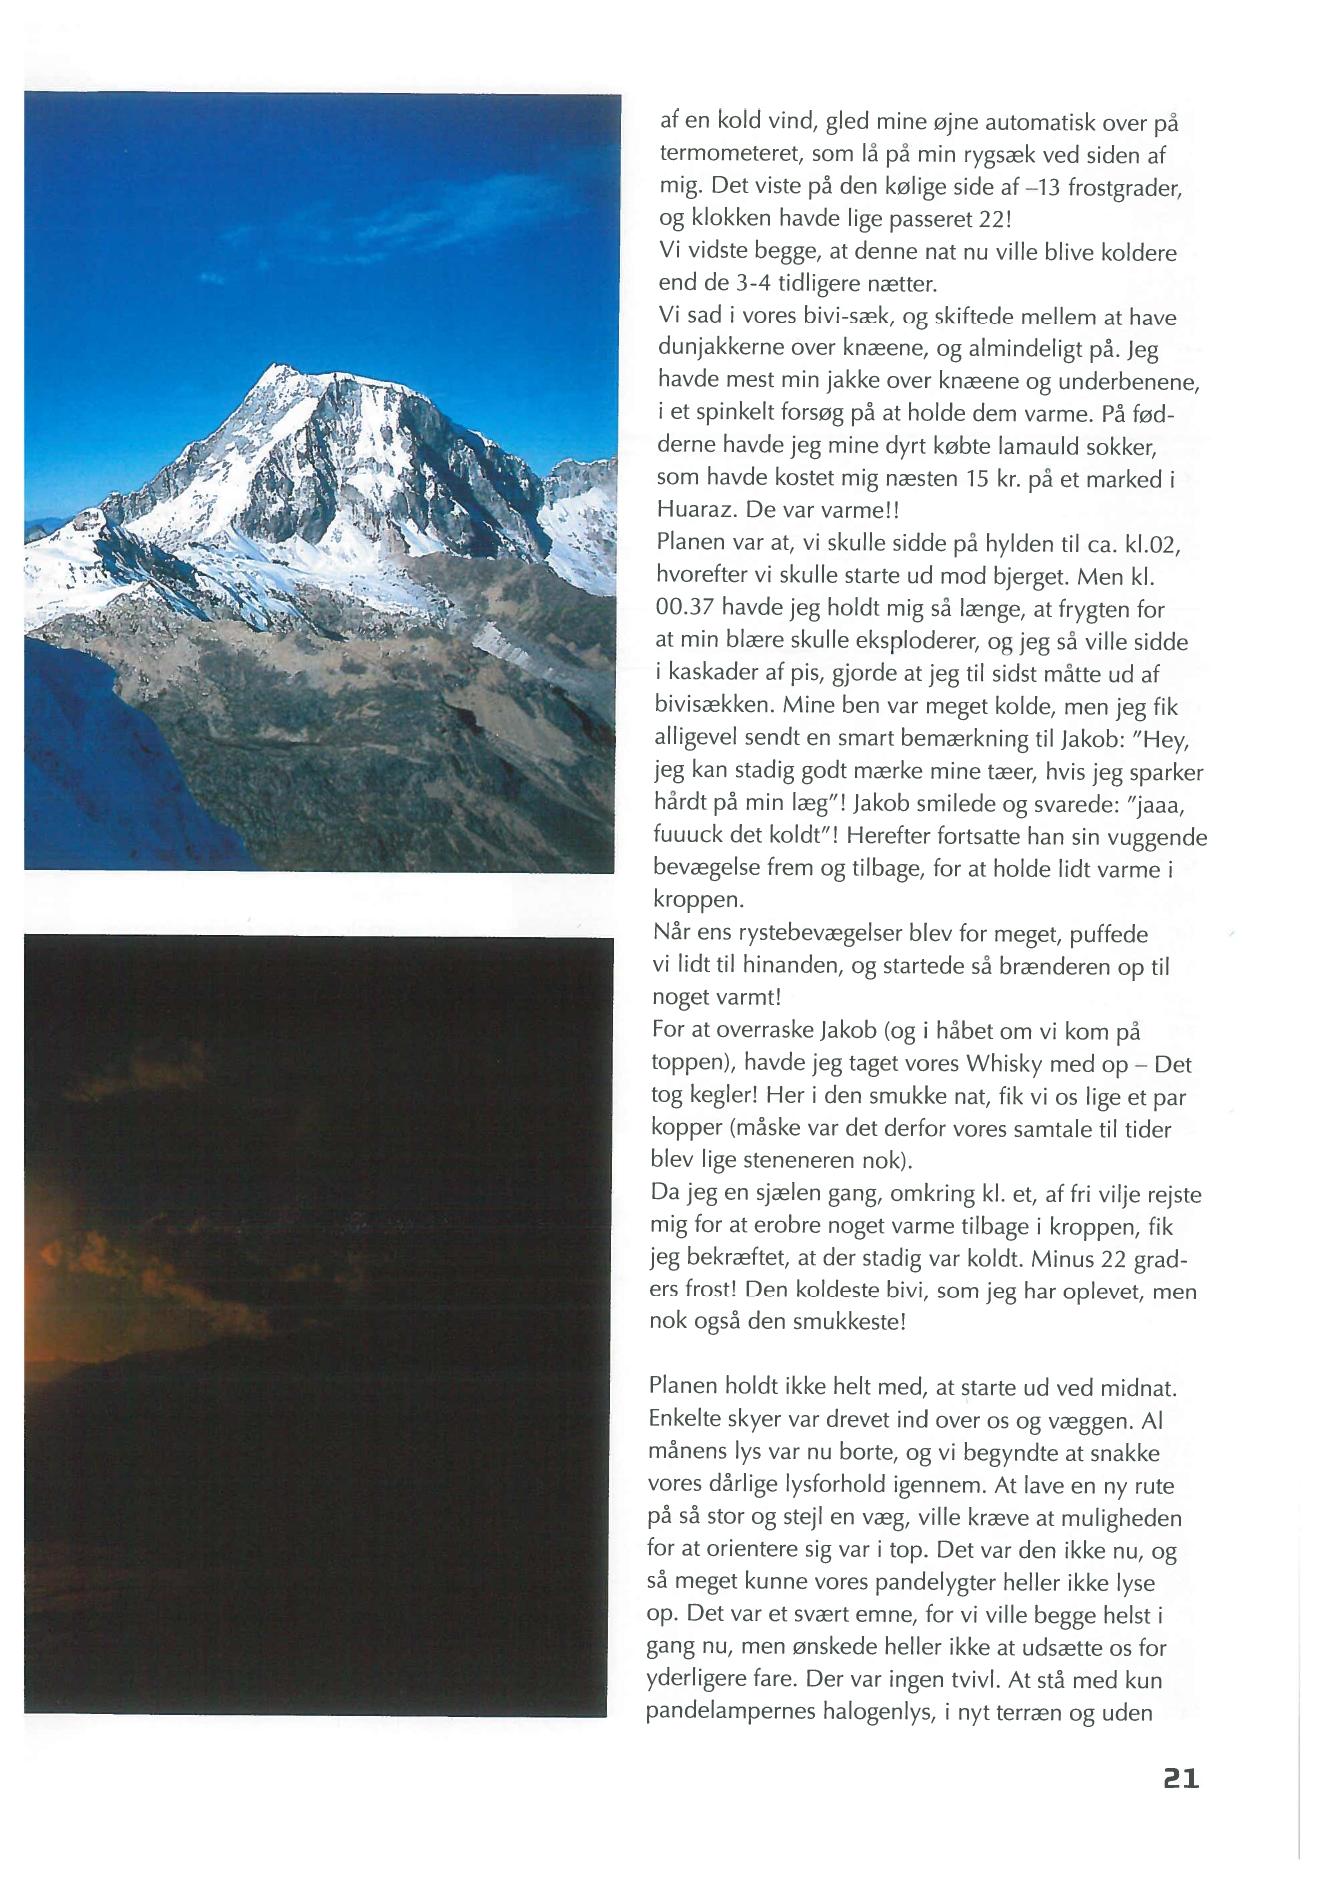 af en kold vind, gled mine øjne automatisk over på
termometeret, som lå på min rygsæk ved siden af
mig. Det viste på den kølige side af –13 frostgrader,
og klokken havde lige passeret 22!
Vi vidste begge, at denne nat nu ville blive koldere
end de 3-4 tidligere nætter.
Vi sad i vores bivi-sæk, og skiftede mellem at have
dunjakkerne over knæene, og almindeligt på. Jeg
havde mest min jakke over knæene og underbenene,
i et spinkelt forsøg på at holde dem varme. På fød-
derne havde jeg mine dyrt købte lamauld sokker,
som havde kostet mig næsten 15 kr. på et marked i
Huaraz. De var varme!!
Planen var at, vi skulle sidde på hylden til ca. kl.02,
hvorefter vi skulle starte ud mod bjerget. Men kl.
00.37 havde jeg holdt mig så længe, at frygten for
at min blære skulle eksploderer, og jeg så ville sidde
i kaskader af pis, gjorde at jeg til sidst måtte ud af
bivisækken. Mine ben var meget kolde, men jeg fik
alligevel sendt en smart bemærkning til Jakob: "Hey,
jeg kan stadig godt mærke mine tæer, hvis jeg sparker
hårdt på min læg"! Jakob smilede og svarede: "jaaa,
fuuuck det koldt"! Herefter fortsatte han sin vuggende
bevægelse frem og tilbage, for at holde lidt varme i
kroppen.
Når ens rystebevægelser blev for meget, puffede
vi lidt til hinanden, og startede så brænderen op til
noget varmt!
For at overraske Jakob (og i håbet om vi kom på
toppen), havde jeg taget vores Whisky med op – Det
tog kegler! Her i den smukke nat, fik vi os lige et par
kopper (måske var det derfor vores samtale til tider
blev lige steneneren nok).
Da jeg en sjælen gang, omkring kl. et, af fri vilje rejste
mig for at erobre noget varme tilbage i kroppen, fik
jeg bekræftet, at der stadig var koldt. Minus 22 grad-
ers frost! Den koldeste bivi, som jeg har oplevet, men
nok også den smukkeste!
Planen holdt ikke helt med, at starte ud ved midnat.
Enkelte skyer var drevet ind over os og væggen. Al
månens lys var nu borte, og vi begyndte at snakke
vores dårlige lysforhold igennem. At lave en ny rute
på så stor og stejl en væg, ville kræve at muligheden
for at orientere sig var i top. Det var den ikke nu, og
så meget kunne vores pandelygter heller ikke lyse
op. Det var et svært emne, for vi ville begge helst i
gang nu, men ønskede heller ikke at udsætte os for
yderligere fare. Der var ingen tvivl. At stå med kun
pandelampernes halogenlys, i nyt terræn og uden
21